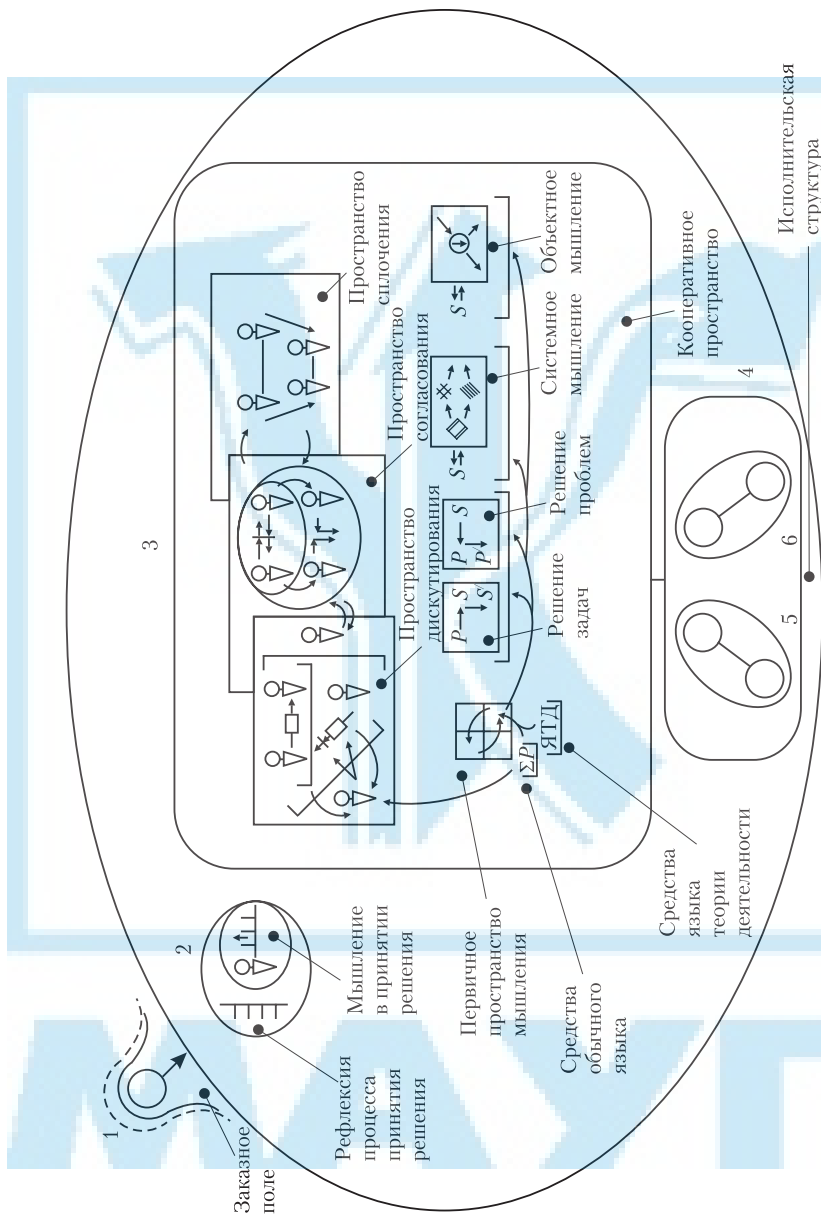 1
Заказное
поле
2
Рефлексия
процесса
принятия
решения
Мышление
в принятии
решения
3
Пространство
сплочения
Пространство
согласования
Пространство
дискутирования
Первичное
пространство
мышления
Средства
обычного
языка
Средства
языка
теории
деятельности
ΣP
ЯТД
P S
S
P S
P
S
S
Решение
задач
Решение
проблем
Системное
мышление
Объектное
мышление
Кооперативное
пространство
4
5
6
Исполнительская
структура
МАУП